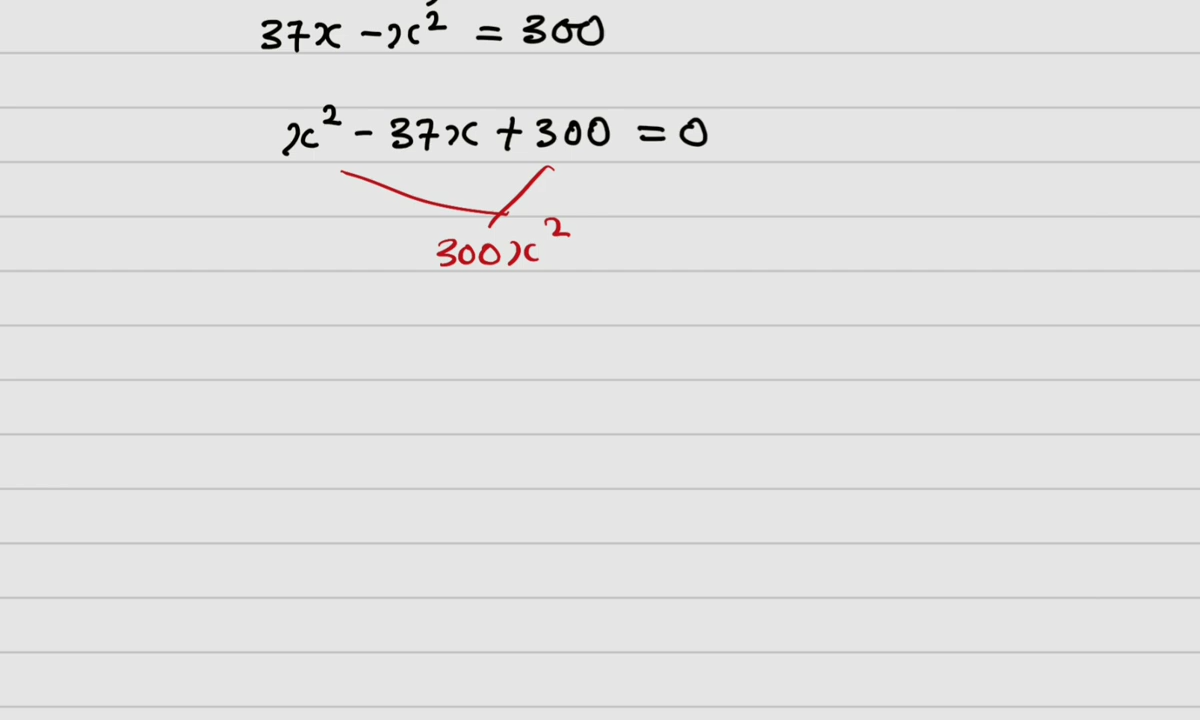 37x - x² = 300
x² - 37x + 300 = 0
300x²